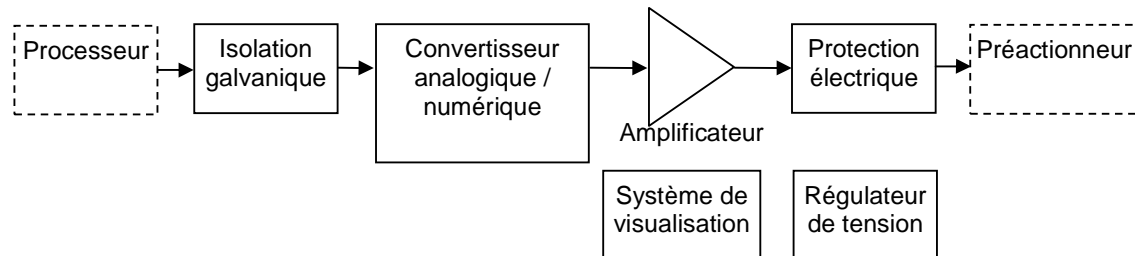 Processeur
Isolation
galvanique
Convertisseur
analogique /
numérique
Amplificateur
Protection
électrique
Préactionneur
Système de
visualisation
Régulateur
de tension